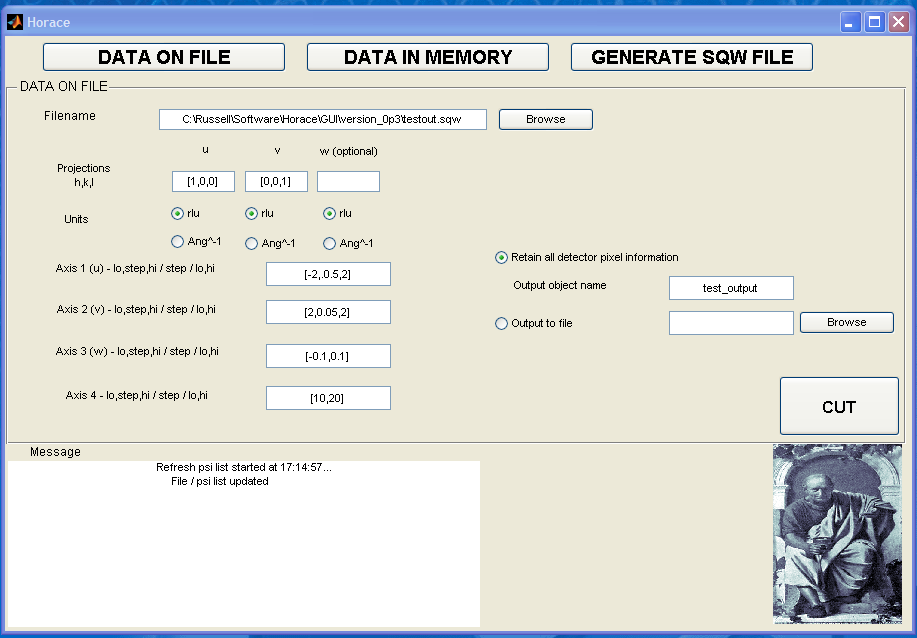 Horace
DATA ON FILE DATA IN MEMORY GENERATE SQW FILE
DATA ON FILE
Filename C:\Russell\Software\Horace\GUI\version_0p3\testout.sqw Browse
u v w (optional)
Projections
h,k,l [1,0,0] [0,0,1]
Units rlu rlu rlu
Ang^-1 Ang^-1 Ang^-1
Axis 1 (u) - lo,step,hi / step / lo,hi [-2,.0.5,2]
Retain all detector pixel information
Output object name test_output
Axis 2 (v) - lo,step,hi / step / lo,hi [2,0.05,2]
Output to file Browse
Axis 3 (w) - lo,step,hi / step / lo,hi [-0.1,0.1]
Axis 4 - lo,step,hi / step / lo,hi [10,20]
CUT
Message
Refresh psi list started at 17:14:57...
File / psi list updated